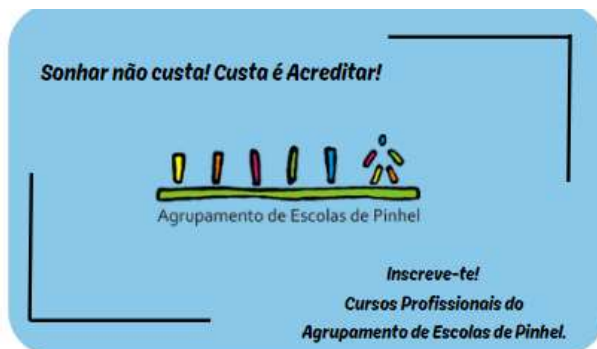 Sonhar não custa! Custa é Acreditar!
Agrupamento de Escolas de Pinhel
Inscreve-te!
Cursos Profissionais do
Agrupamento de Escolas de Pinhel.